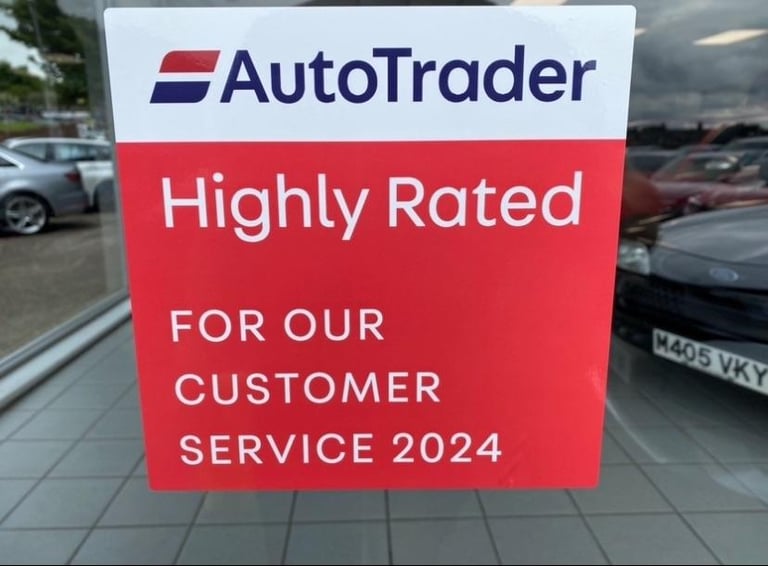 AutoTrader
Highly Rated
FOR OUR
CUSTOMER
SERVICE 2024
M405 VKY